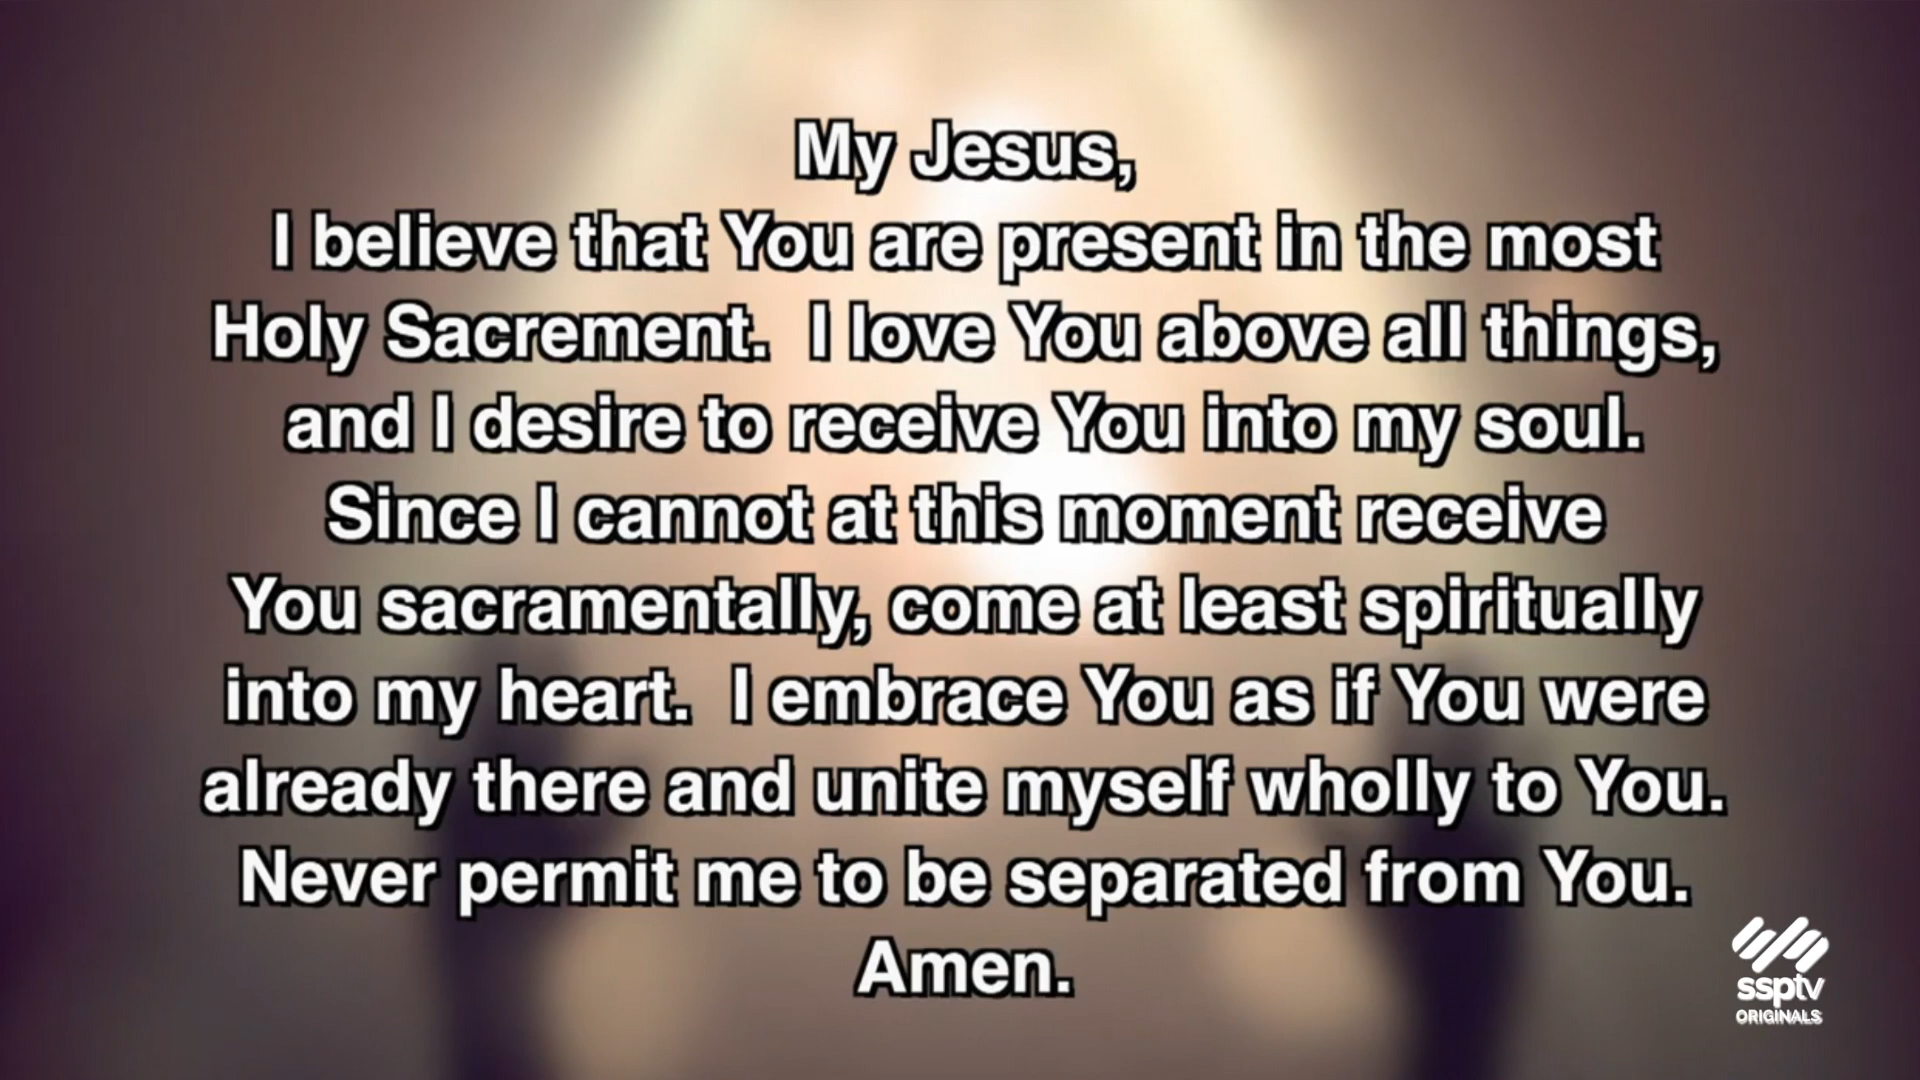 My Jesus,
I believe that You are present in the most
Holy Sacrement.  I love You above all things,
and I desire to receive You into my soul.
Since I cannot at this moment receive
You sacramentally, come at least spiritually
into my heart.  I embrace You as if You were
already there and unite myself wholly to You.
Never permit me to be separated from You.
Amen.
ssptv
ORIGINALS